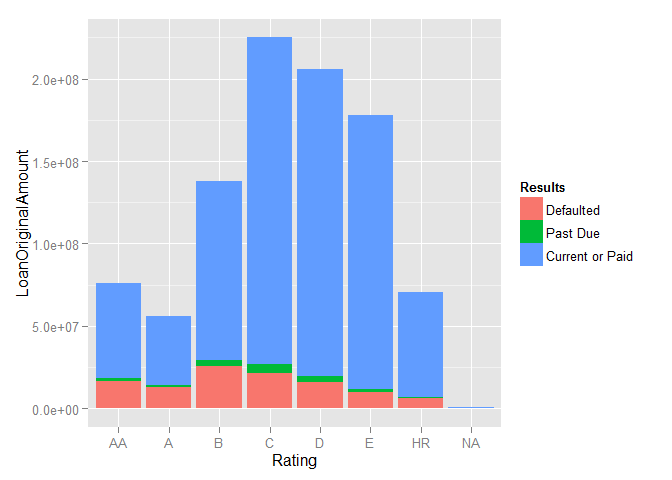 LoanOriginalAmount
2.0e+08
1.5e+08
1.0e+08
5.0e+07
0.0e+00
AA A B C D E HR NA
Rating
Results
Defaulted
Past Due
Current or Paid